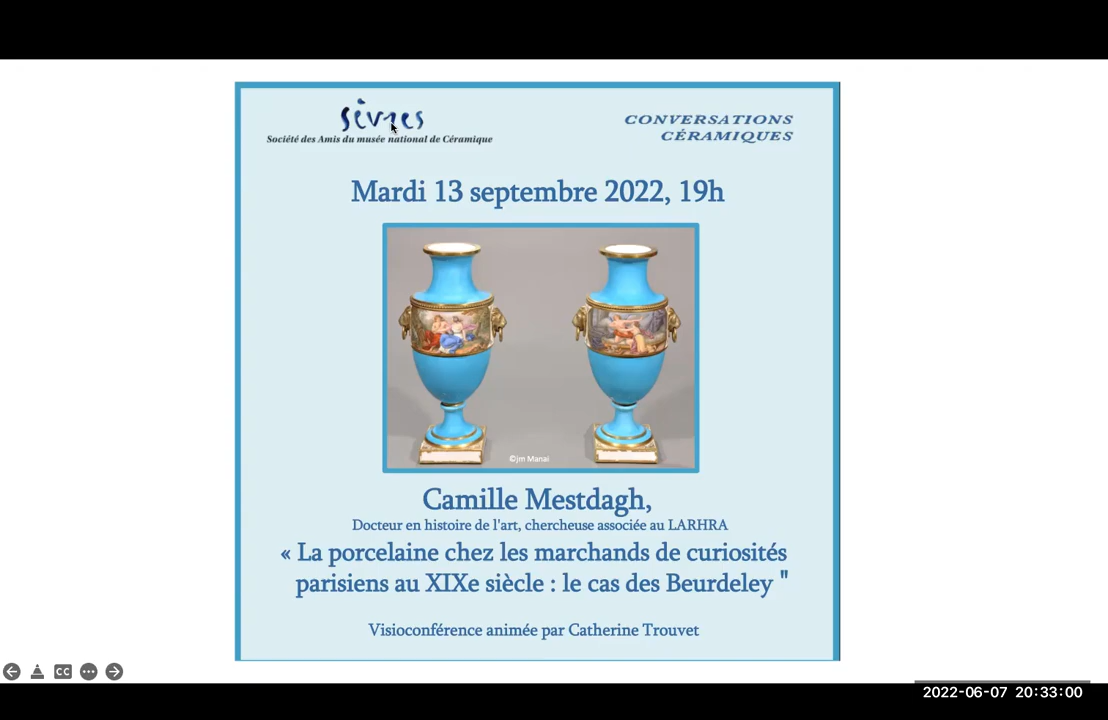 sèvres
Société des Amis du musée national de Céramique
CONVERSATIONS
CÉRAMIQUES
Mardi 13 septembre 2022, 19h
©jm Manai
Camille Mestdagh,
Docteur en histoire de l'art, chercheuse associée au LARHRA
« La porcelaine chez les marchands de curiosités
parisiens au XIXe siècle : le cas des Beurdeley "
Visioconférence animée par Catherine Trouvet
CC
2022-06-07 20:33:00